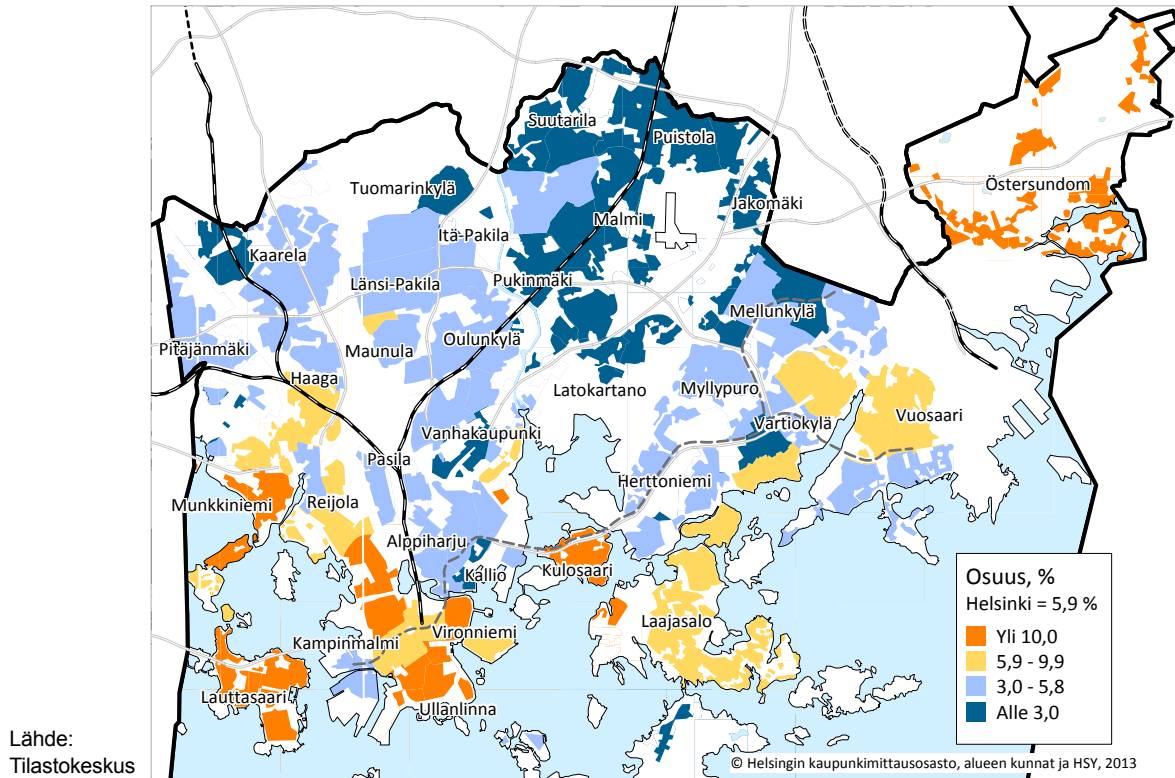 Suutarila
Puistola
Tuomarinkylä
Östersundom
Jakomäki
Malmi
Itä-Pakila
Kaarela
Länsi-Pakila
Pukinmäki
Mellunkylä
Oulunkylä
Pitäjänmäki
Maunula
Haaga
Latokartano
Myllypuro
Vuosaari
Vartiokylä
Vanhakaupunki
Pasila
Herttoniemi
Munkkiniemi
Reijola
Alppiharju
Kallio
Kulosaari
Laajasalo
Vironniemi
Kampinmalmi
Lauttasaari
Ullanlinna
Osuus, %
Helsinki = 5,9 %
Yli 10,0
5,9 - 9,9
3,0 - 5,8
Alle 3,0
Lähde:
Tilastokeskus
© Helsingin kaupunkimittausosasto, alueen kunnat ja HSY, 2013